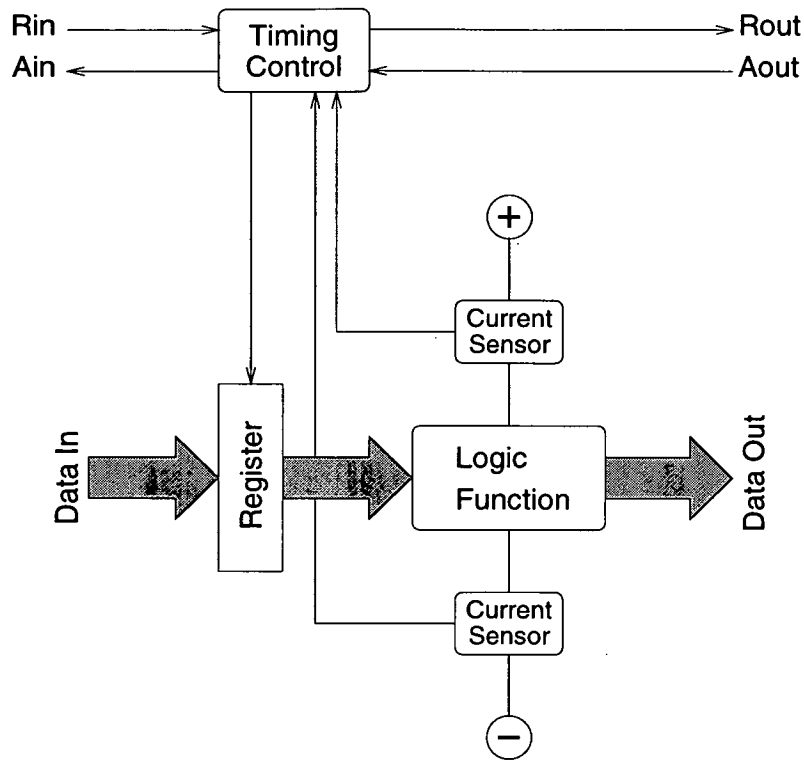 Rin
Timing
Control
Rout
Ain
Aout
+
Current
Sensor
Data In
Register
Logic
Function
Data Out
Current
Sensor
−